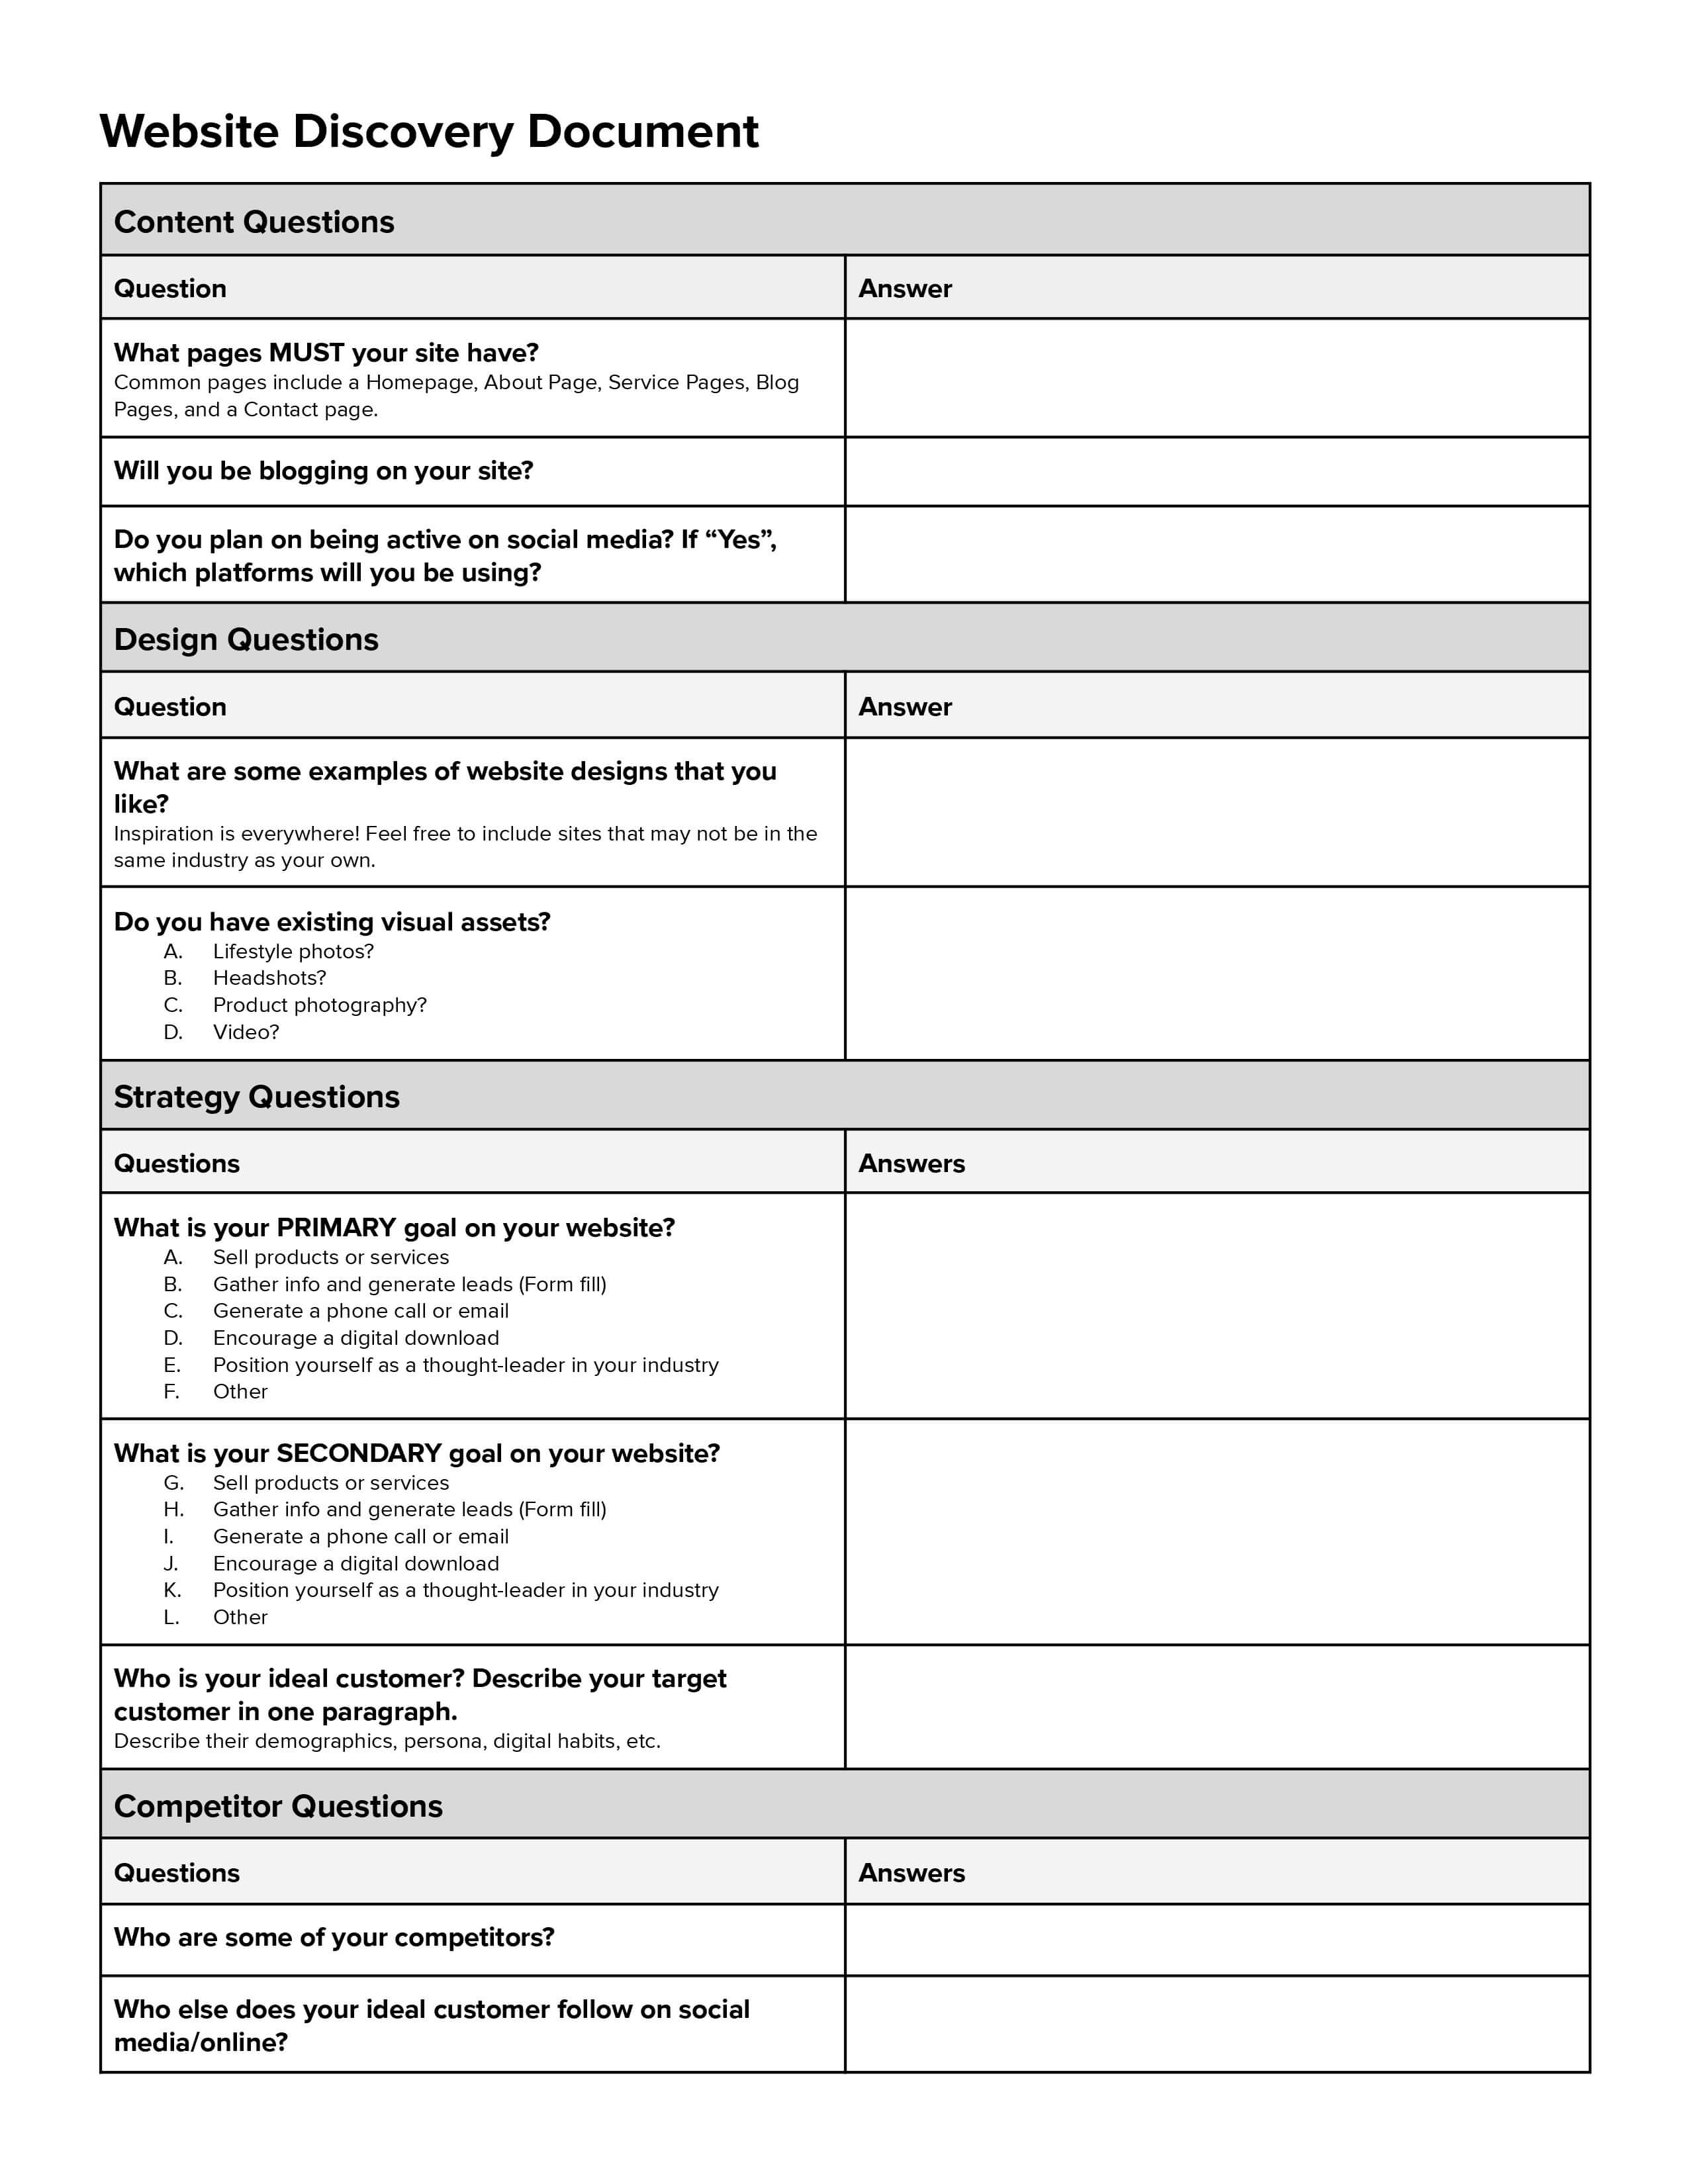 Website Discovery Document
Content Questions
Question
Answer
What pages MUST your site have?
Common pages include a Homepage, About Page, Service Pages, Blog
Pages, and a Contact page.
Will you be blogging on your site?
Do you plan on being active on social media? If “Yes”,
which platforms will you be using?
Design Questions
Question
Answer
What are some examples of website designs that you
like?
Inspiration is everywhere! Feel free to include sites that may not be in the
same industry as your own.
Do you have existing visual assets?
A. Lifestyle photos?
B. Headshots?
C. Product photography?
D. Video?
Strategy Questions
Questions
Answers
What is your PRIMARY goal on your website?
A. Sell products or services
B. Gather info and generate leads (Form fill)
C. Generate a phone call or email
D. Encourage a digital download
E. Position yourself as a thought-leader in your industry
F. Other
What is your SECONDARY goal on your website?
G. Sell products or services
H. Gather info and generate leads (Form fill)
I. Generate a phone call or email
J. Encourage a digital download
K. Position yourself as a thought-leader in your industry
L. Other
Who is your ideal customer? Describe your target
customer in one paragraph.
Describe their demographics, persona, digital habits, etc.
Competitor Questions
Questions
Answers
Who are some of your competitors?
Who else does your ideal customer follow on social
media/online?